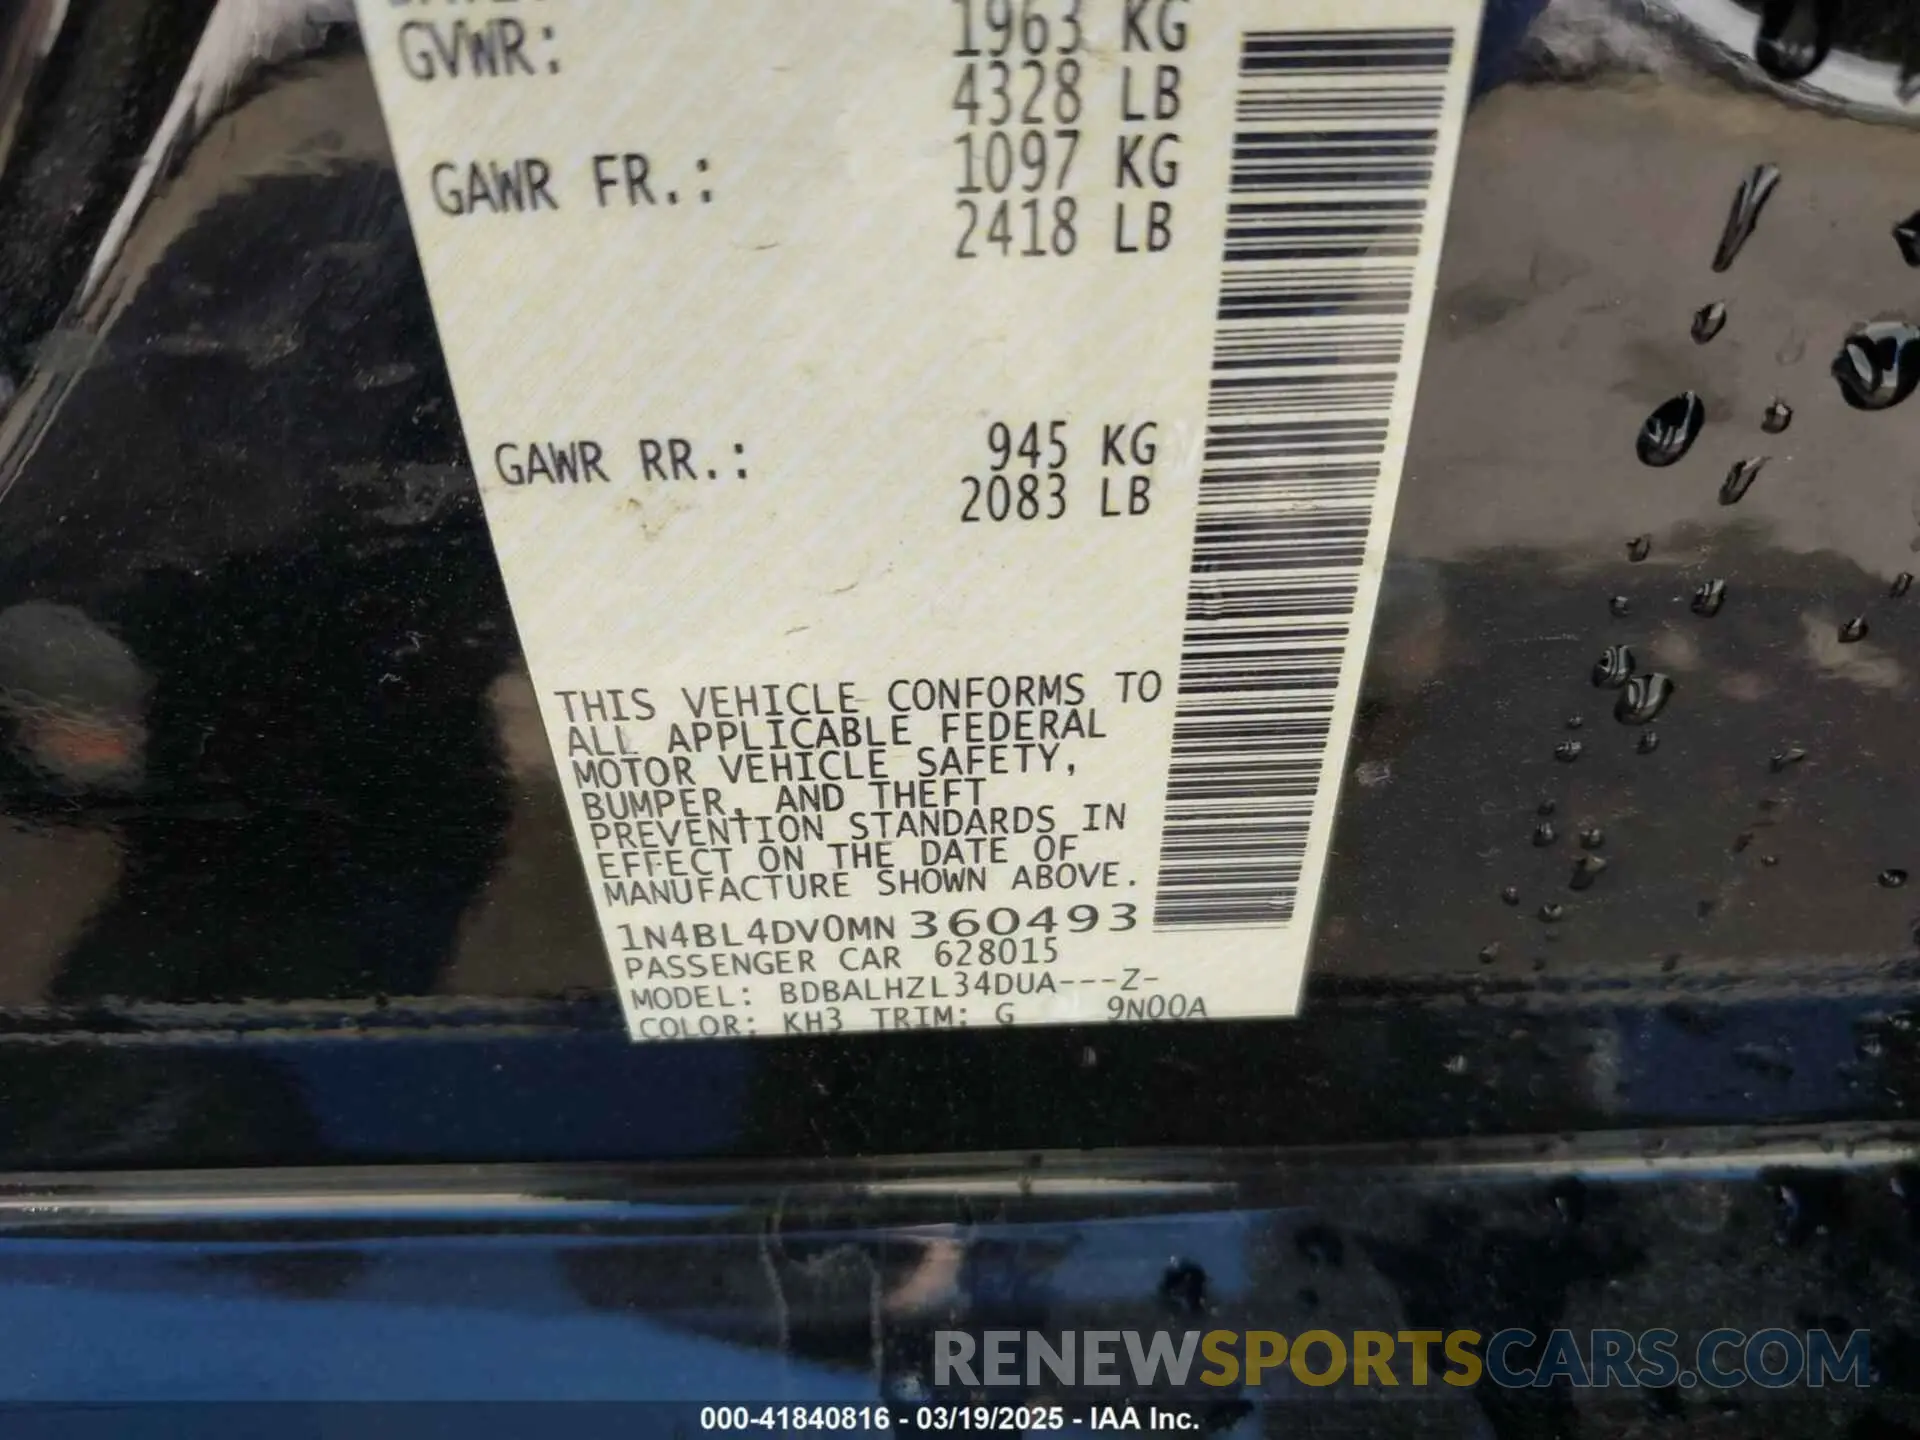 GVWR: 1963 KG
4328 LB
GAWR FR.: 1097 KG
2418 LB
GAWR RR.: 945 KG
2083 LB
THIS VEHICLE CONFORMS TO
ALL APPLICABLE FEDERAL
MOTOR VEHICLE SAFETY,
BUMPER, AND THEFT
PREVENTION STANDARDS IN
EFFECT ON THE DATE OF
MANUFACTURE SHOWN ABOVE.
1N4BL4DV0MN360493
PASSENGER CAR 628015
MODEL: BDBALHZL34DUA---Z-
COLOR: KH3 TRIM: G 9N00A
RENEWSPORTSCARS.COM
000-41840816 - 03/19/2025 - IAA Inc.